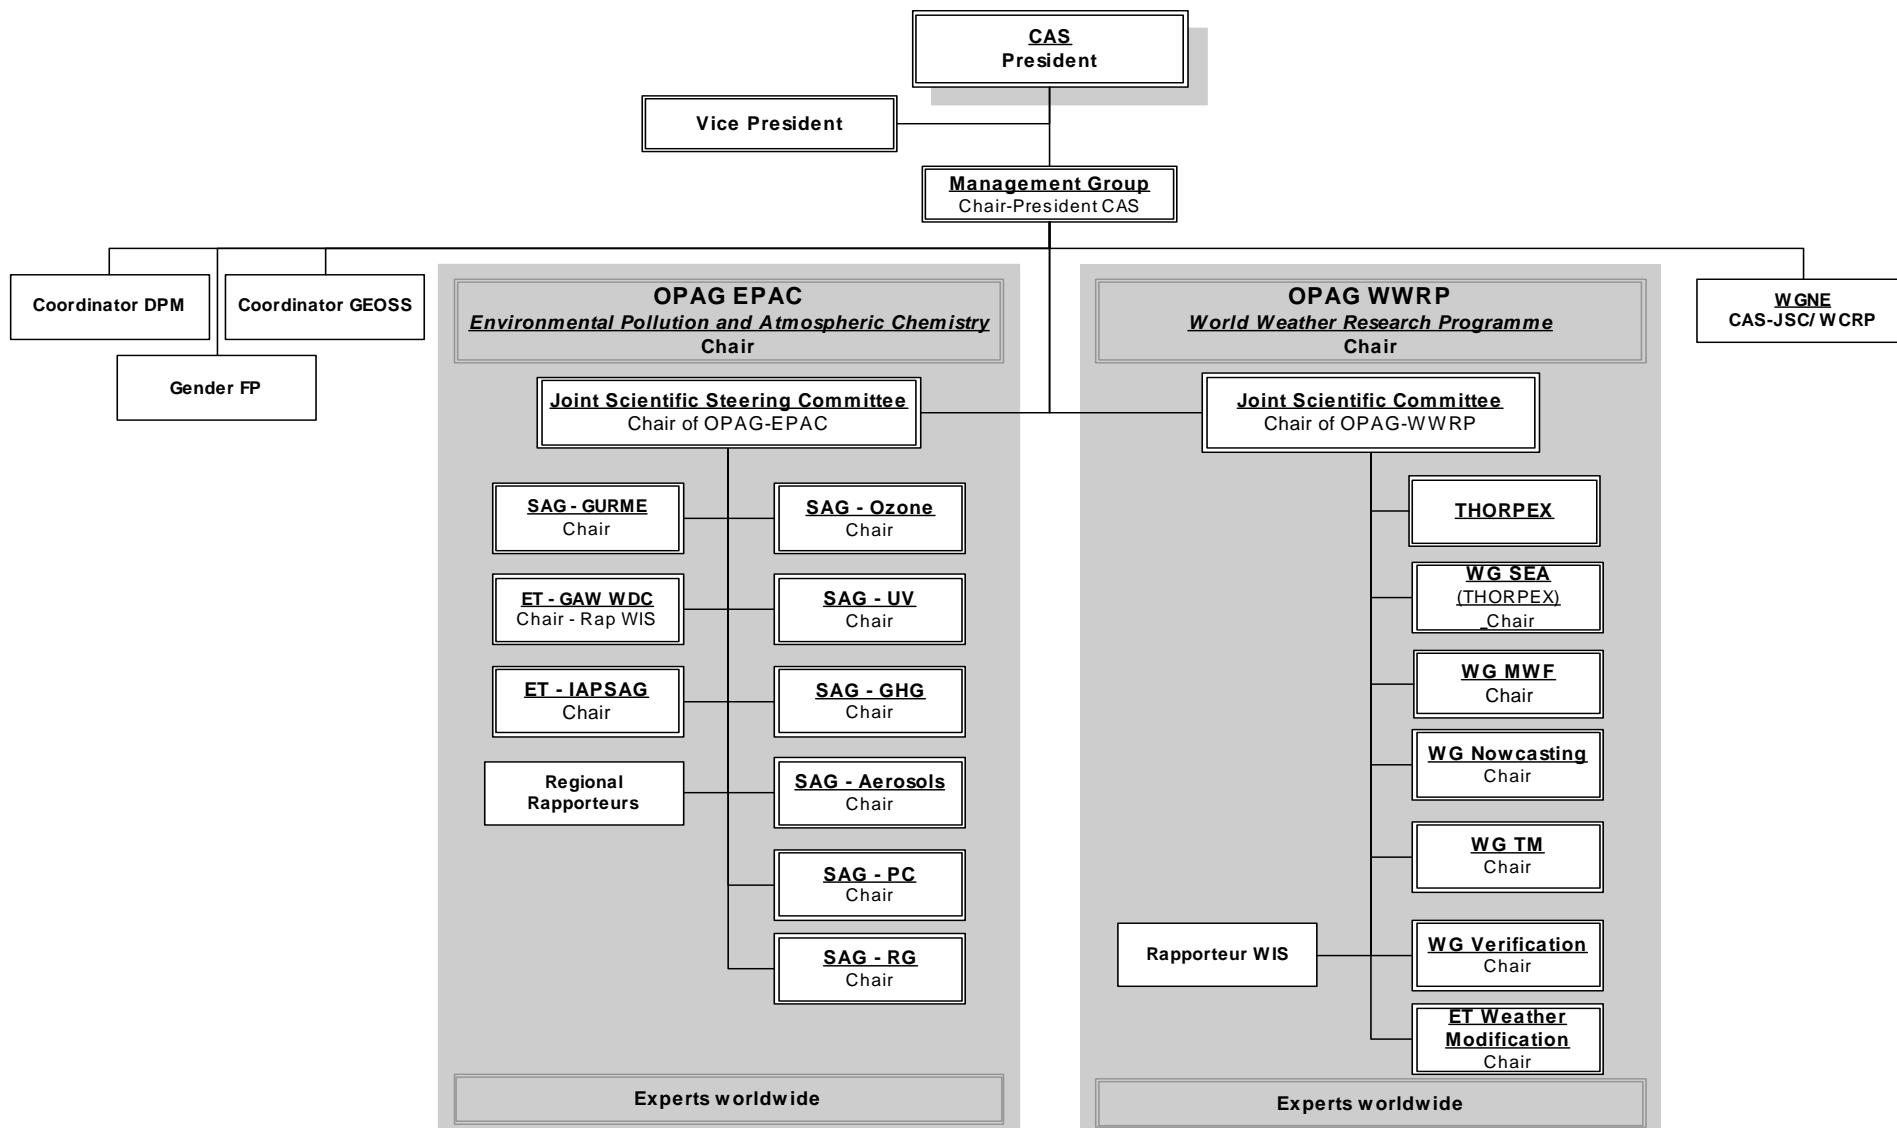 CAS
President
Vice President
Management Group
Chair-President CAS
Coordinator DPM
Coordinator GEOSS
Gender FP
WGNE
CAS-JSC/ WCRP
OPAG EPAC
Environmental Pollution and Atmospheric Chemistry
Chair
Joint Scientific Steering Committee
Chair of OPAG-EPAC
SAG - GURME
Chair
SAG - Ozone
Chair
ET - GAW WDC
Chair - Rap WIS
SAG - UV
Chair
ET - IAPSAG
Chair
SAG - GHG
Chair
Regional
Rapporteurs
SAG - Aerosols
Chair
SAG - PC
Chair
SAG - RG
Chair
Experts worldwide
OPAG WWRP
World Weather Research Programme
Chair
Joint Scientific Committee
Chair of OPAG-WWRP
THORPEX
WG SEA
(THORPEX)
Chair
WG MWF
Chair
WG Nowcasting
Chair
WG TM
Chair
Rapporteur WIS
WG Verification
Chair
ET Weather
Modification
Chair
Experts worldwide